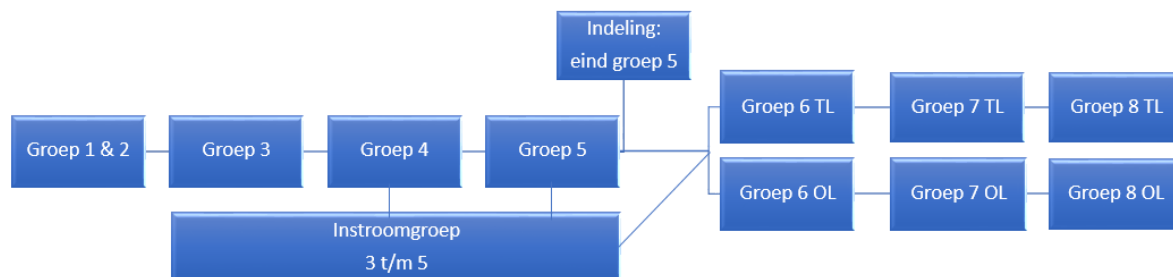 Indeling:
eind groep 5
Groep 6 TL
Groep 7 TL
Groep 8 TL
Groep 1 & 2
Groep 3
Groep 4
Groep 5
Groep 6 OL
Groep 7 OL
Groep 8 OL
Instroomgroep
3 t/m 5